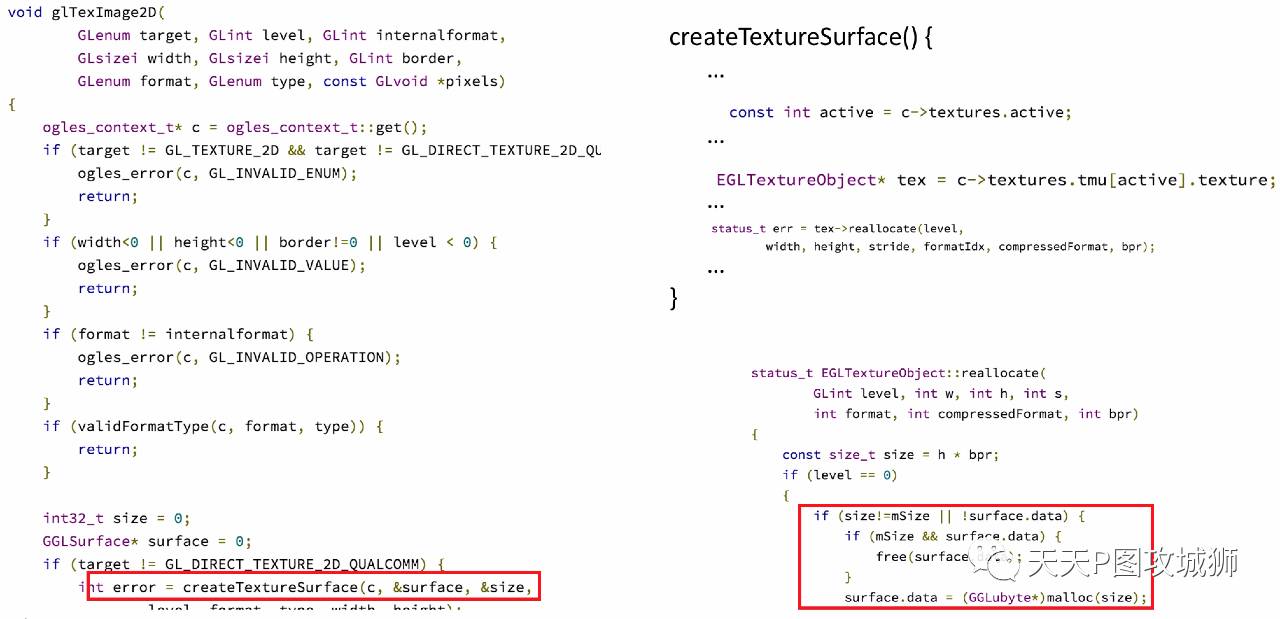 void glTexImage2D(
GLenum target, GLint level, GLint internalformat,
GLsizei width, GLsizei height, GLint border,
GLenum format, GLenum type, const GLvoid *pixels)
{
ogles_context_t* c = ogles_context_t::get();
if (target != GL_TEXTURE_2D && target != GL_DIRECT_TEXTURE_2D_QU
ogles_error(c, GL_INVALID_ENUM);
return;
}
if (width<0 || height<0 || border!=0 || level < 0) {
ogles_error(c, GL_INVALID_VALUE);
return;
}
if (format != internalformat) {
ogles_error(c, GL_INVALID_OPERATION);
return;
}
if (validFormatType(c, format, type)) {
return;
}
int32_t size = 0;
GGLSurface* surface = 0;
if (target != GL_DIRECT_TEXTURE_2D_QUALCOMM) {
int error = createTextureSurface(c, &surface, &size,
level, format, type, width, height);
createTextureSurface() {
...
const int active = c->textures.active;
...
EGLTextureObject* tex = c->textures.tmu[active].texture;
...
status_t err = tex->reallocate(level,
width, height, stride, formatIdx, compressedFormat, bpr);
...
}
status_t EGLTextureObject::reallocate(
GLint level, int w, int h, int s,
int format, int compressedFormat, int bpr)
{
const size_t size = h * bpr;
if (level == 0)
{
if (size!=mSize || !surface.data) {
if (mSize && surface.data) {
free(surface
}
surface.data = (GGLubyte*)malloc(size);
天天P图攻城狮